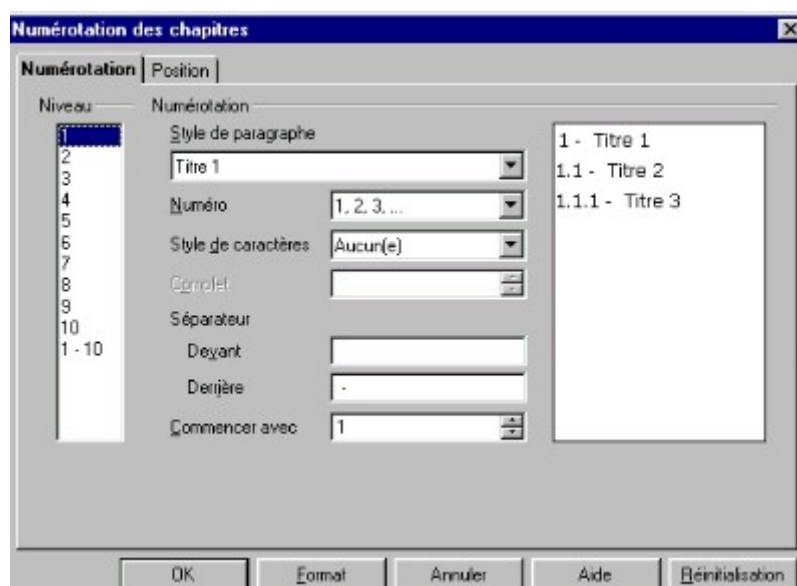 Numérotation des chapitres
Numérotation
Position
Niveau
1
2
3
4
5
6
7
8
9
10
1 - 10
Numérotation
Style de paragraphe
Titre 1
Numéro
1, 2, 3, ...
Style de caractères
Aucun(e)
Complet
Séparateur
Devant
Derrière
-
Commencer avec
1
1 - Titre 1
1.1 - Titre 2
1.1.1 - Titre 3
OK
Format
Annuler
Aide
Réinitialisation